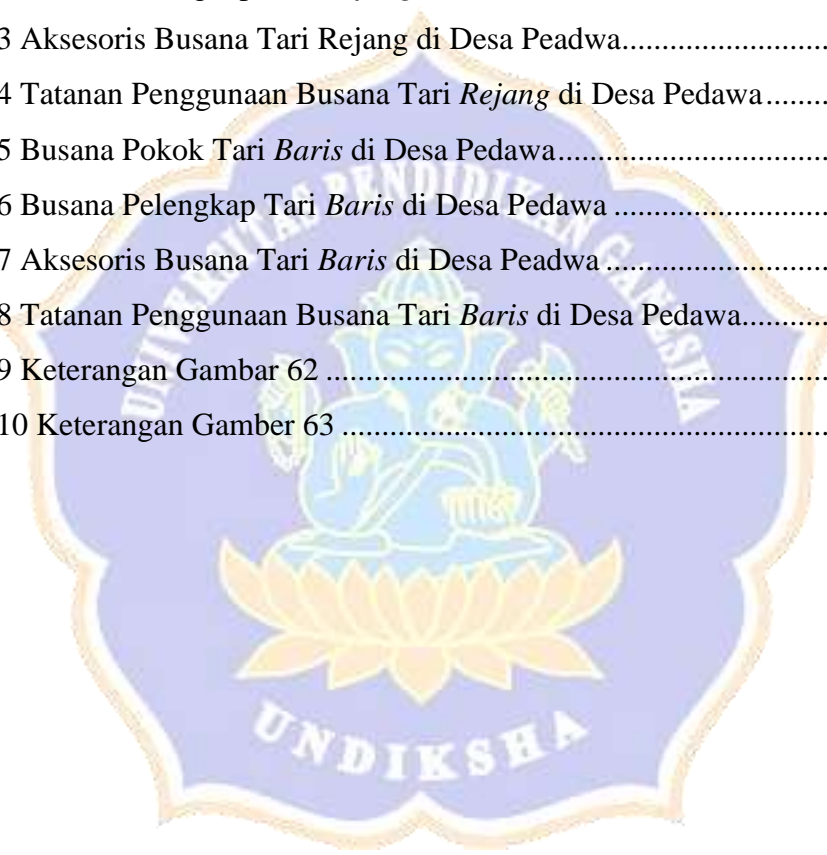 3 Aksesoris Busana Tari Rejang di Desa Peadwa............................
4 Tatanan Penggunaan Busana Tari Rejang di Desa Pedawa........
5 Busana Pokok Tari Baris di Desa Pedawa....................................
6 Busana Pelengkap Tari Baris di Desa Pedawa ............................
7 Aksesoris Busana Tari Baris di Desa Peadwa .............................
8 Tatanan Penggunaan Busana Tari Baris di Desa Pedawa...........
9 Keterangan Gambar 62 ................................................................
10 Keterangan Gamber 63 ..............................................................
UNIVERSITAS PENDIDIKAN GANESHA
UNDIKSHA